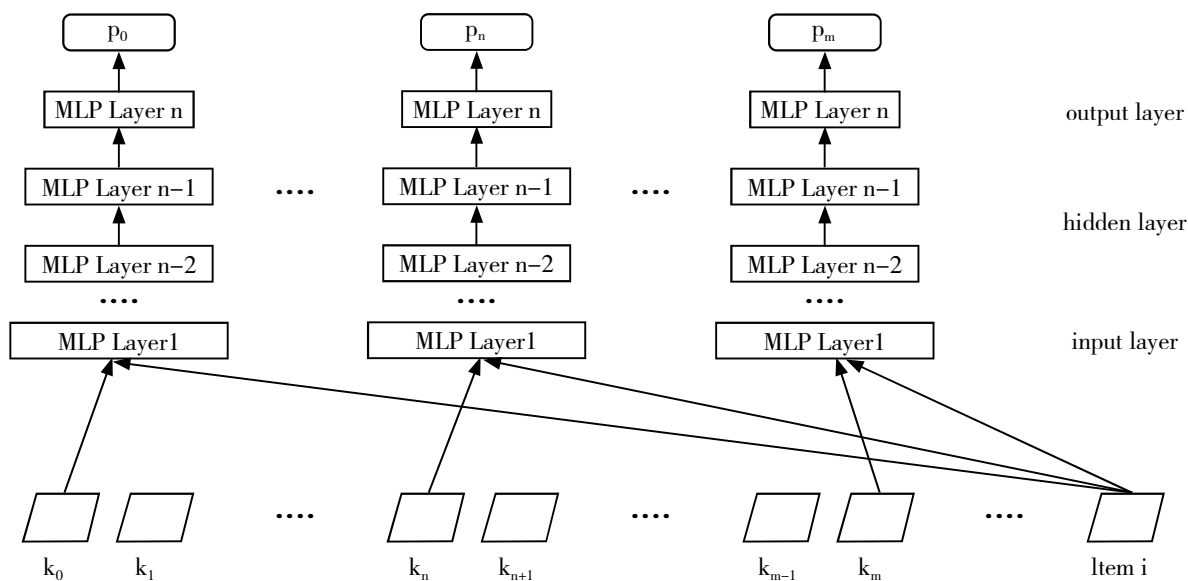 p₀ pₙ pₘ
MLP Layer n MLP Layer n MLP Layer n output layer
MLP Layer n−1 .... MLP Layer n−1 .... MLP Layer n−1
hidden layer
MLP Layer n−2 MLP Layer n−2 MLP Layer n−2
.... .... ....
MLP Layer1 MLP Layer1 MLP Layer1 input layer
.... .... ....
k₀ k₁ kₙ kₙ₊₁ kₘ₋₁ kₘ Item i